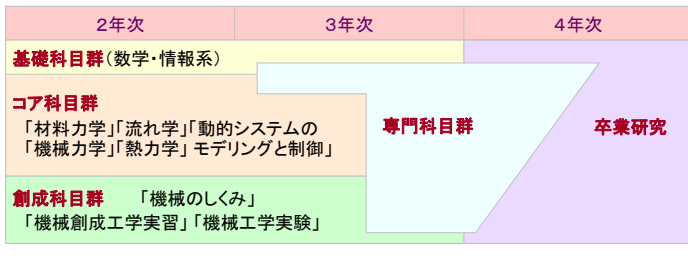 2年次 3年次 4年次
基礎科目群(数学・情報系)
コア科目群
「材料力学」「流れ学」「動的システムの
「機械力学」「熱力学」 モデリングと制御」
専門科目群
卒業研究
創成科目群 「機械のしくみ」
「機械創成工学実習」「機械工学実験」